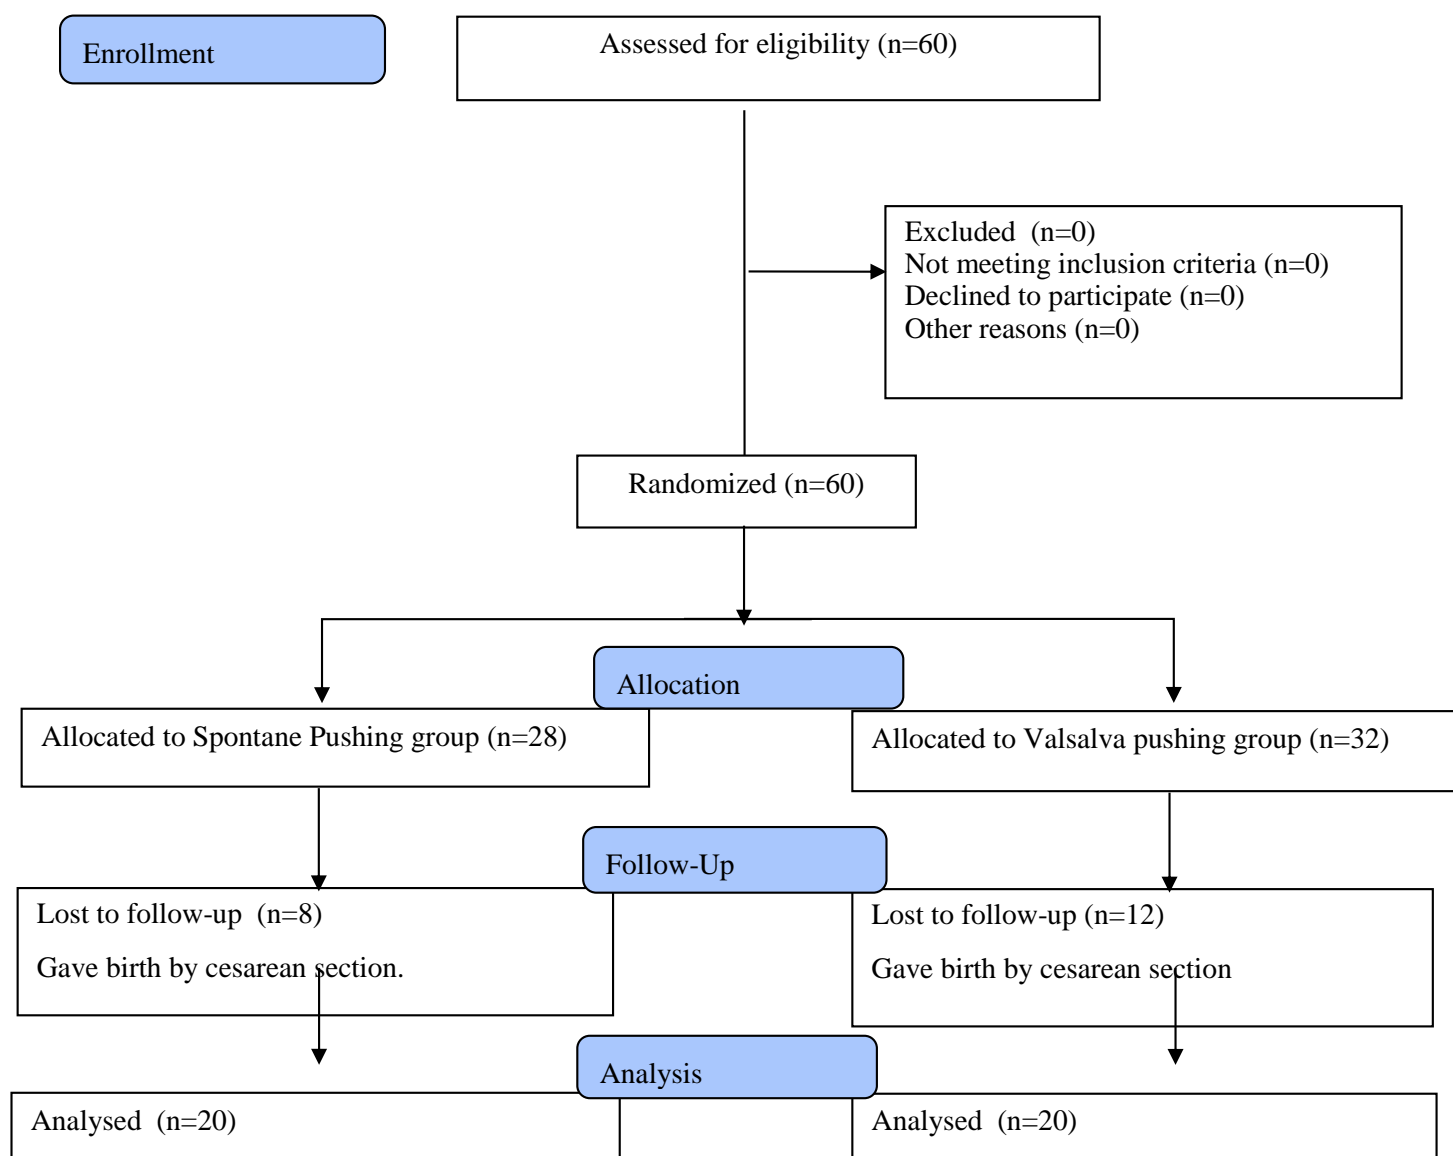 Enrollment
Assessed for eligibility (n=60)
Excluded  (n=0)
Not meeting inclusion criteria (n=0)
Declined to participate (n=0)
Other reasons (n=0)
Randomized (n=60)
Allocation
Allocated to Spontane Pushing group (n=28)
Allocated to Valsalva pushing group (n=32)
Follow-Up
Lost to follow-up  (n=8)
Gave birth by cesarean section.
Lost to follow-up (n=12)
Gave birth by cesarean section
Analysis
Analysed  (n=20)
Analysed  (n=20)